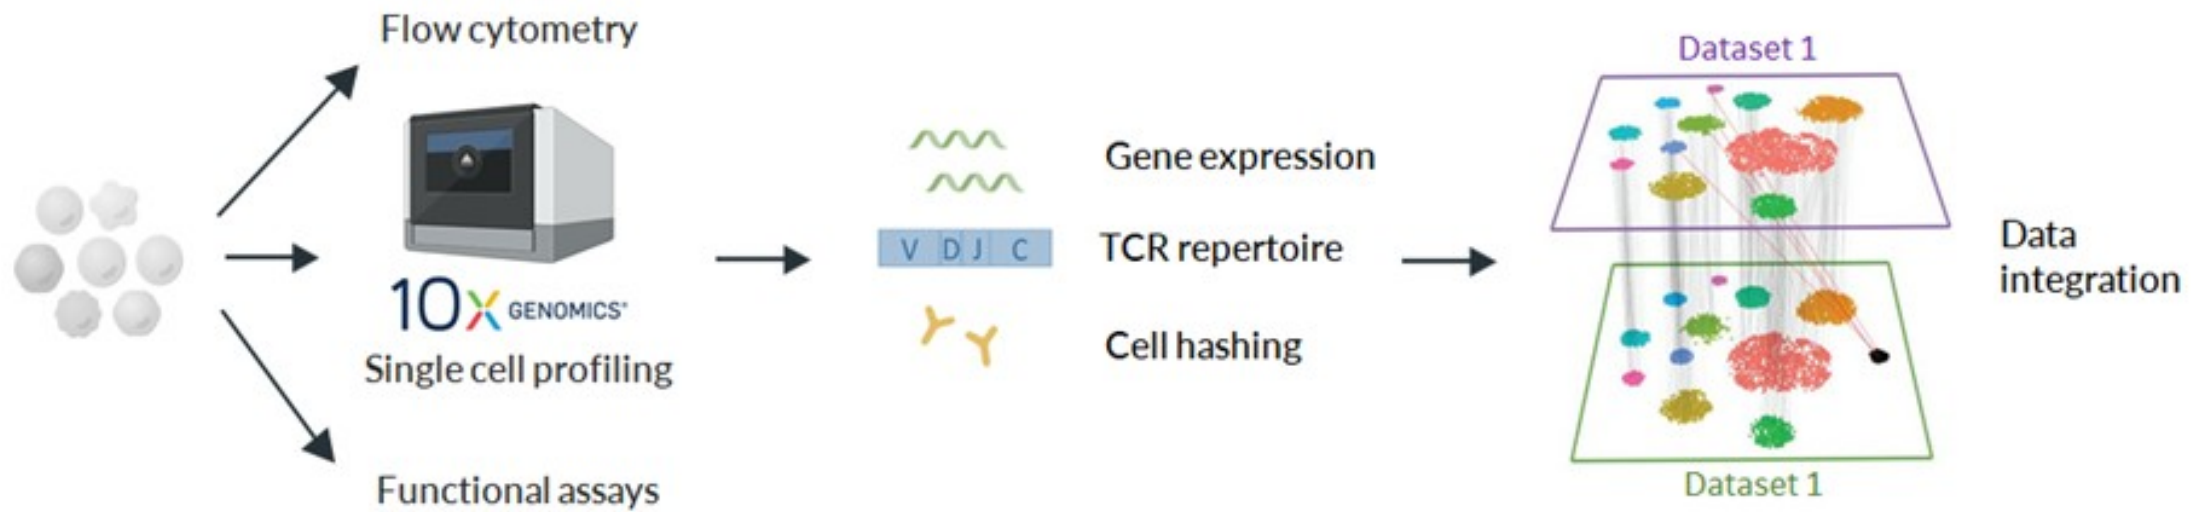 Flow cytometry
10X GENOMICS®
Single cell profiling
Functional assays
Gene expression
V D J C
TCR repertoire
Cell hashing
Dataset 1
Dataset 1
Data
integration